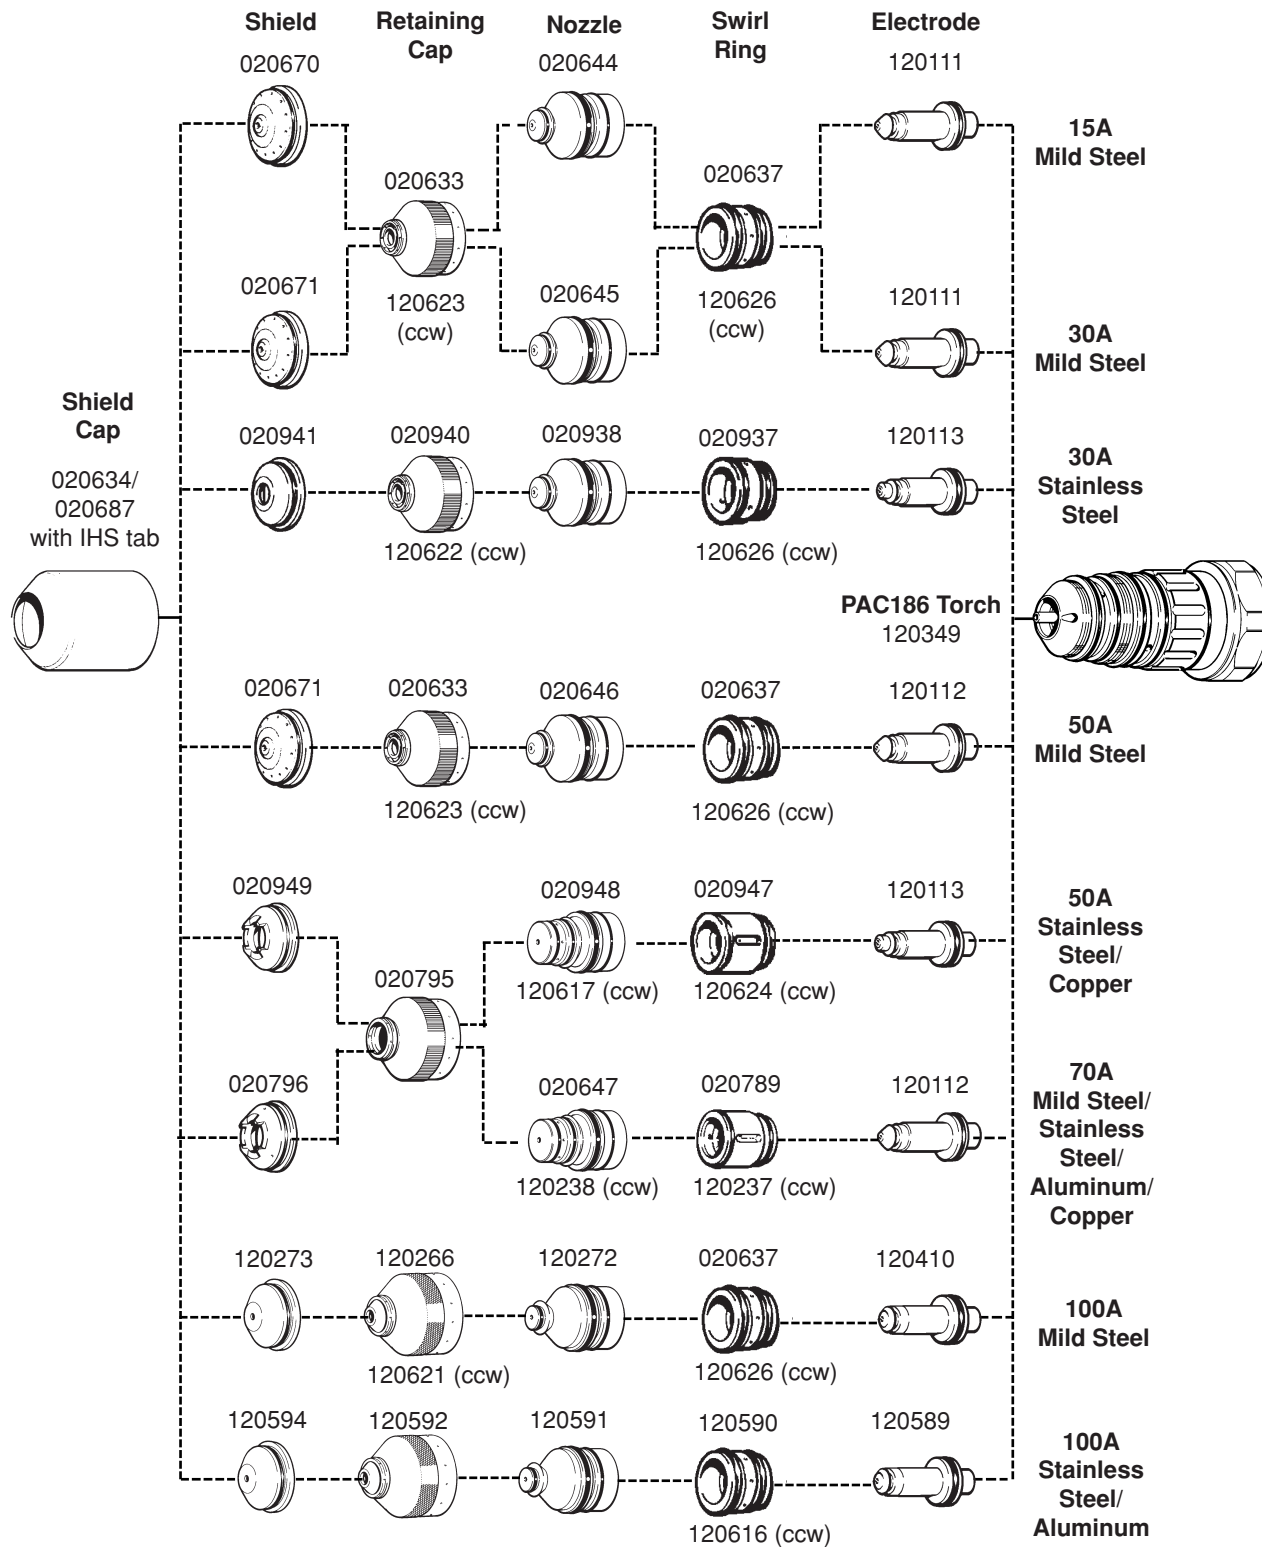 Shield
Retaining
Cap
Nozzle
Swirl
Ring
Electrode
020670
020644
120111
15A
Mild Steel
020633
020637
120623
(ccw)
120626
(ccw)
020671
020645
120111
30A
Mild Steel
Shield
Cap
020634/
020687
with IHS tab
020941
020940
020938
020937
120113
30A
Stainless
Steel
120622 (ccw)
120626 (ccw)
PAC186 Torch
120349
020671
020633
020646
020637
120112
50A
Mild Steel
120623 (ccw)
120626 (ccw)
020949
020948
020947
120113
50A
Stainless
Steel/
Copper
020795
120617 (ccw)
120624 (ccw)
020796
020647
020789
120112
70A
Mild Steel/
Stainless
Steel/
Aluminum/
Copper
120238 (ccw)
120237 (ccw)
120273
120266
120272
020637
120410
100A
Mild Steel
120621 (ccw)
120626 (ccw)
120594
120592
120591
120590
120589
100A
Stainless
Steel/
Aluminum
120616 (ccw)